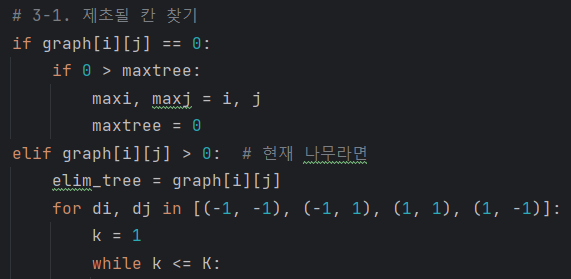 # 3-1. 제초될 칸 찾기
if graph[i][j] == 0:
    if 0 > maxtree:
        maxi, maxj = i, j
        maxtree = 0
elif graph[i][j] > 0:  # 현재 나무라면
    elim_tree = graph[i][j]
    for di, dj in [(-1, -1), (-1, 1), (1, 1), (1, -1)]:
        k = 1
        while k <= K: